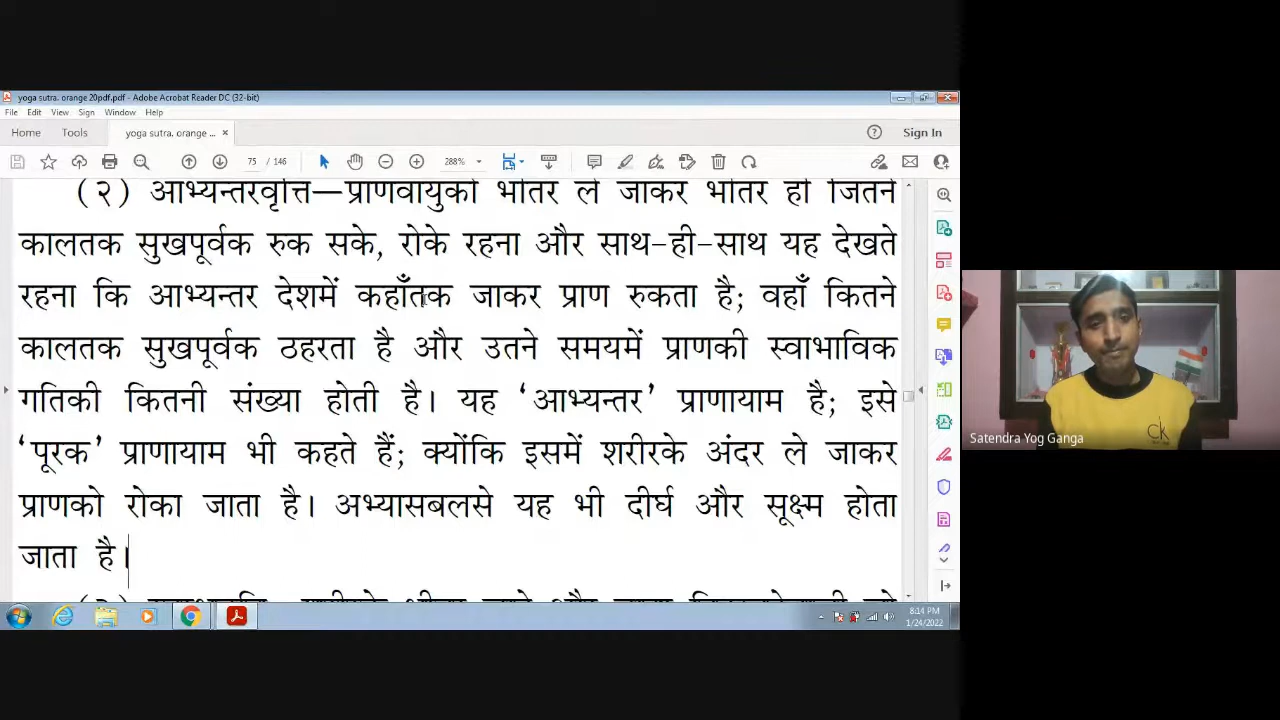 yoga sutra. orange 20pdf.pdf - Adobe Acrobat Reader DC (32-bit)
File Edit View Sign Window Help
Home Tools yoga sutra. orange ... × Sign In
75 / 146 288%
(२) आभ्यन्तरवृत्ति—प्राणवायुको भीतर ले जाकर भीतर ही जितने
कालतक सुखपूर्वक रुक सके, रोके रहना और साथ-ही-साथ यह देखते
रहना कि आभ्यन्तर देशमें कहाँतक जाकर प्राण रुकता है; वहाँ कितने
कालतक सुखपूर्वक ठहरता है और उतने समयमें प्राणकी स्वाभाविक
गतिकी कितनी संख्या होती है। यह ‘आभ्यन्तर’ प्राणायाम है; इसे
‘पूरक’ प्राणायाम भी कहते हैं; क्योंकि इसमें शरीरके अंदर ले जाकर
प्राणको रोका जाता है। अभ्यासबलसे यह भी दीर्घ और सूक्ष्म होता
जाता है।
Satendra Yog Ganga
ck
8:14 PM
1/24/2022